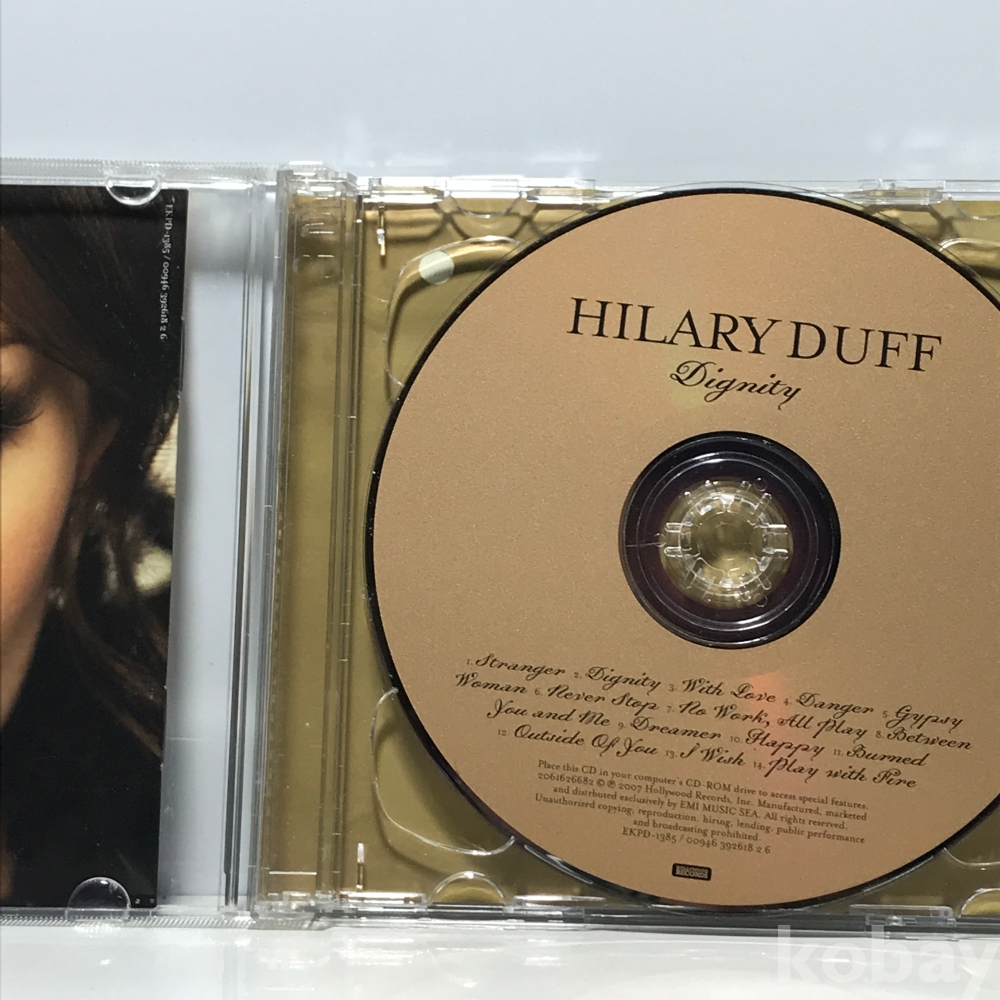 EKPD-1385 / 00946 392618 2 6
HILARY DUFF
Dignity
1. Stranger 2. Dignity 3. With Love 4. Danger 5. Gypsy
Woman 6. Never Stop 7. No Work, All Play 8. Between
You and Me 9. Dreamer 10. Happy 11. Burned
12. Outside Of You 13. I Wish 14. Play with Fire
Place this CD in your computer's CD-ROM drive to access special features.
2061626682 © ℗ 2007 Hollywood Records, Inc. Manufactured, marketed
and distrbuted exclusively by EMI MUSIC SEA. All rights reserved.
Unauthorized copying, reproduction, hiring, lending, public performance
and broadcasting prohibited.
EKPD-1385 / 00946 392618 2 6
HOLLYWOOD
RECORDS
kobay